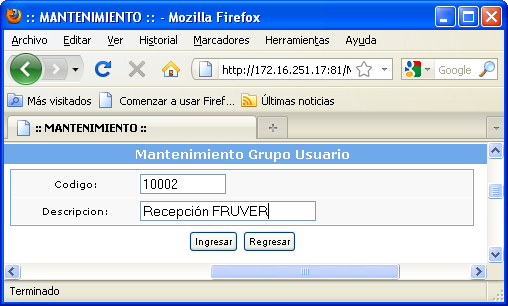 :: MANTENIMIENTO :: - Mozilla Firefox
Archivo Editar Ver Historial Marcadores Herramientas Ayuda
http://172.16.251.17:81/M Google
Más visitados Comenzar a usar Firef... Últimas noticias
:: MANTENIMIENTO ::
Mantenimiento Grupo Usuario
Codigo: 10002
Descripcion: Recepción FRUVER
Ingresar Regresar
Terminado